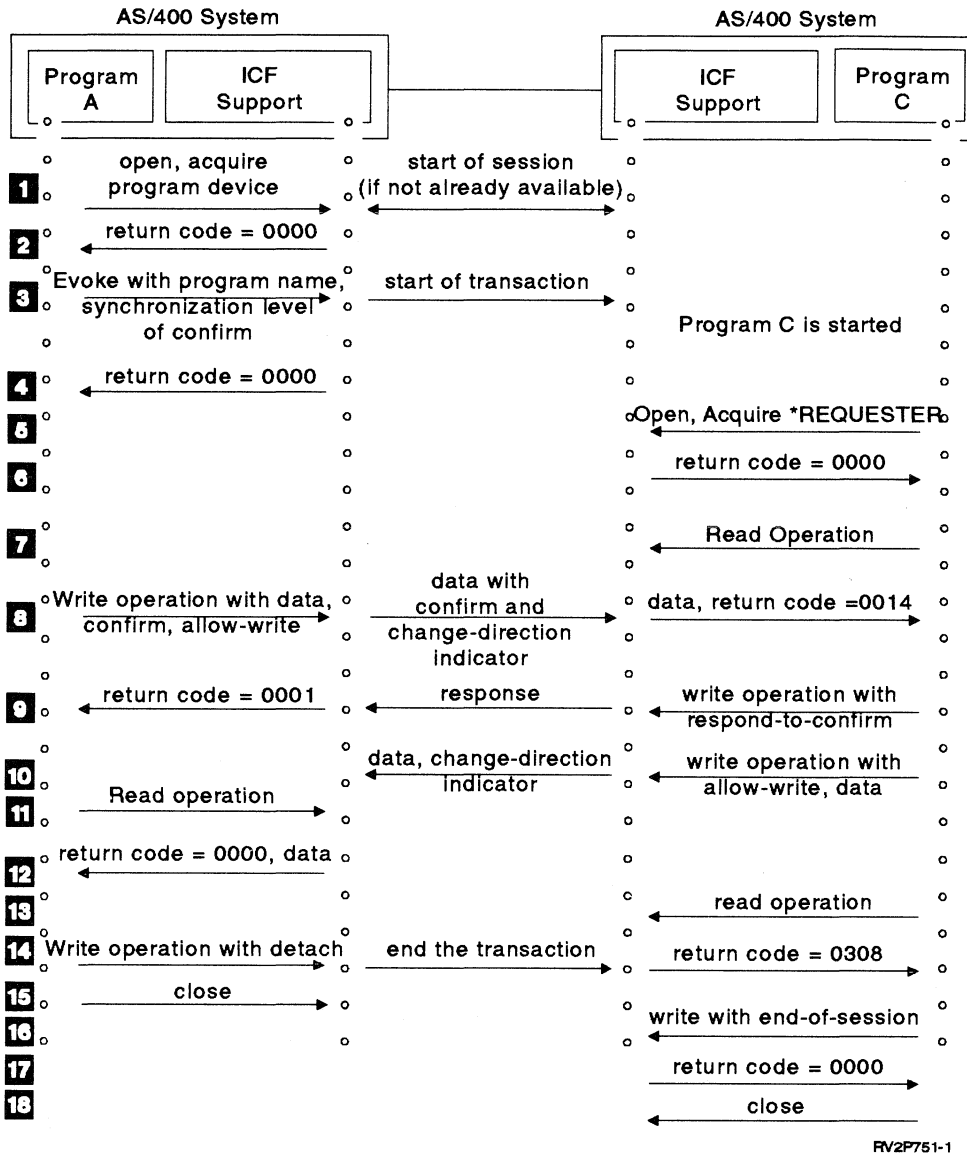 AS/400 System
AS/400 System
Program
A
ICF
Support
ICF
Support
Program
C
1
open, acquire
program device
start of session
(if not already available)
2
return code = 0000
3
Evoke with program name,
synchronization level
of confirm
start of transaction
Program C is started
4
return code = 0000
5
Open, Acquire *REQUESTER
6
return code = 0000
7
Read Operation
8
Write operation with data,
confirm, allow-write
data with
confirm and
change-direction
indicator
data, return code =0014
9
return code = 0001
response
write operation with
respond-to-confirm
10
data, change-direction
indicator
write operation with
allow-write, data
11
Read operation
12
return code = 0000, data
13
read operation
14
Write operation with detach
end the transaction
return code = 0308
15
close
16
write with end-of-session
17
return code = 0000
18
close
RV2P751-1